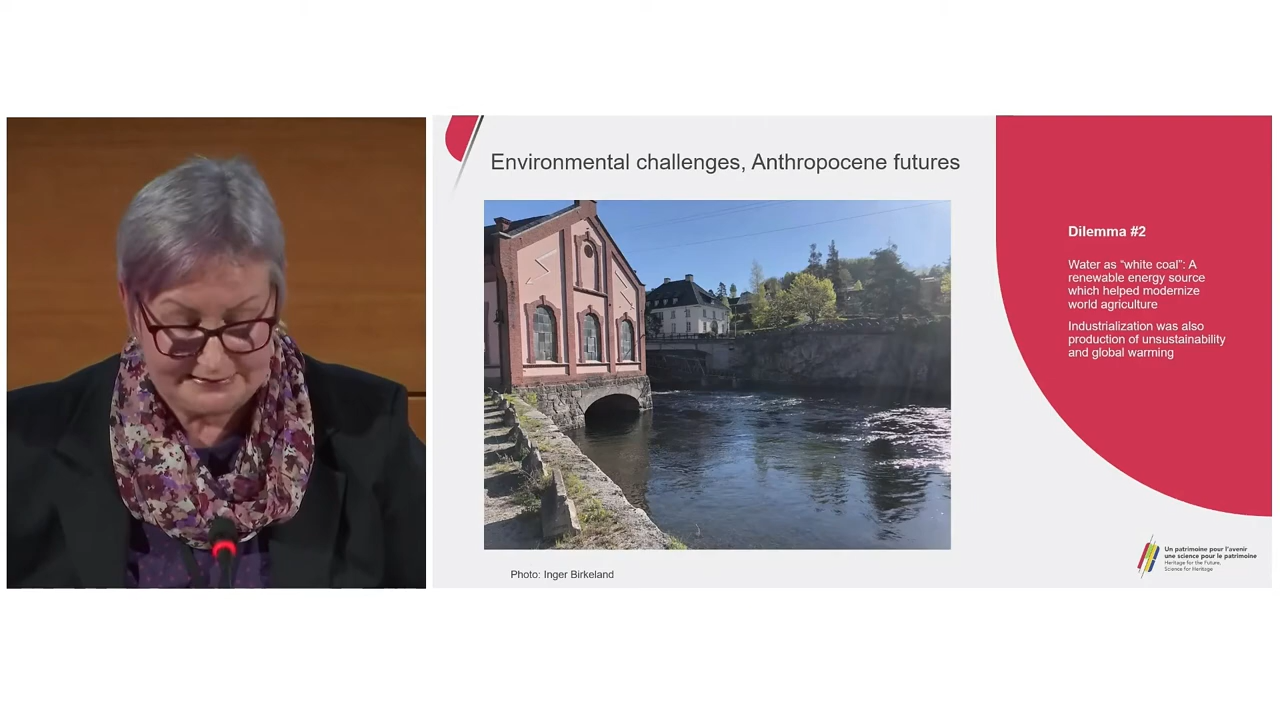 Environmental challenges, Anthropocene futures
Dilemma #2
Water as “white coal”: A
renewable energy source
which helped modernize
world agriculture
Industrialization was also
production of unsustainability
and global warming
Photo: Inger Birkeland
Un patrimoine pour l'avenir
une science pour le patrimoine
Heritage for the Future,
Science for Heritage